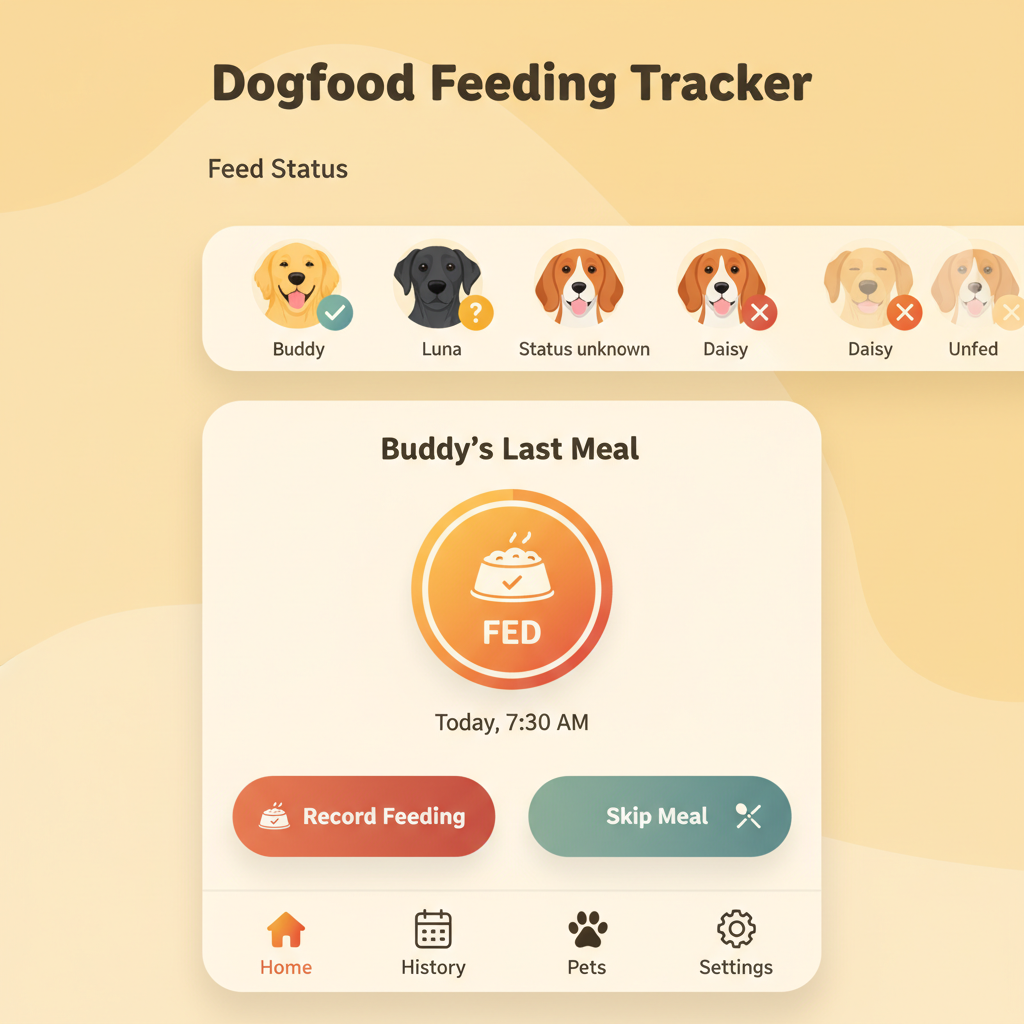 Dogfood Feeding Tracker
Feed Status
?
Buddy
Luna
Status unknown
Daisy
Daisy
Unfed
Buddy’s Last Meal
FED
Today, 7:30 AM
Record Feeding
Skip Meal
Home
History
Pets
Settings